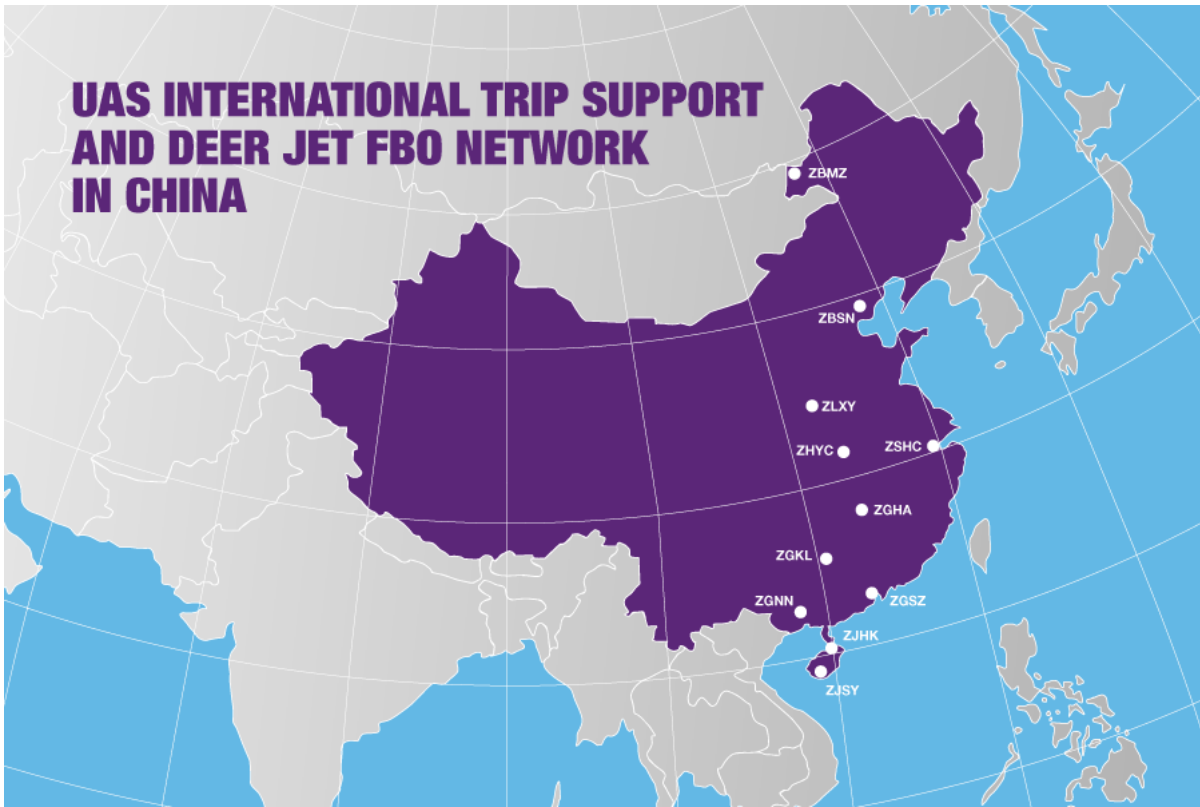 UAS INTERNATIONAL TRIP SUPPORT
AND DEER JET FBO NETWORK
IN CHINA
ZBMZ
ZBSN
ZLXY
ZHYC
ZSHC
ZGHA
ZGKL
ZGNN
ZGSZ
ZJHK
ZJSY